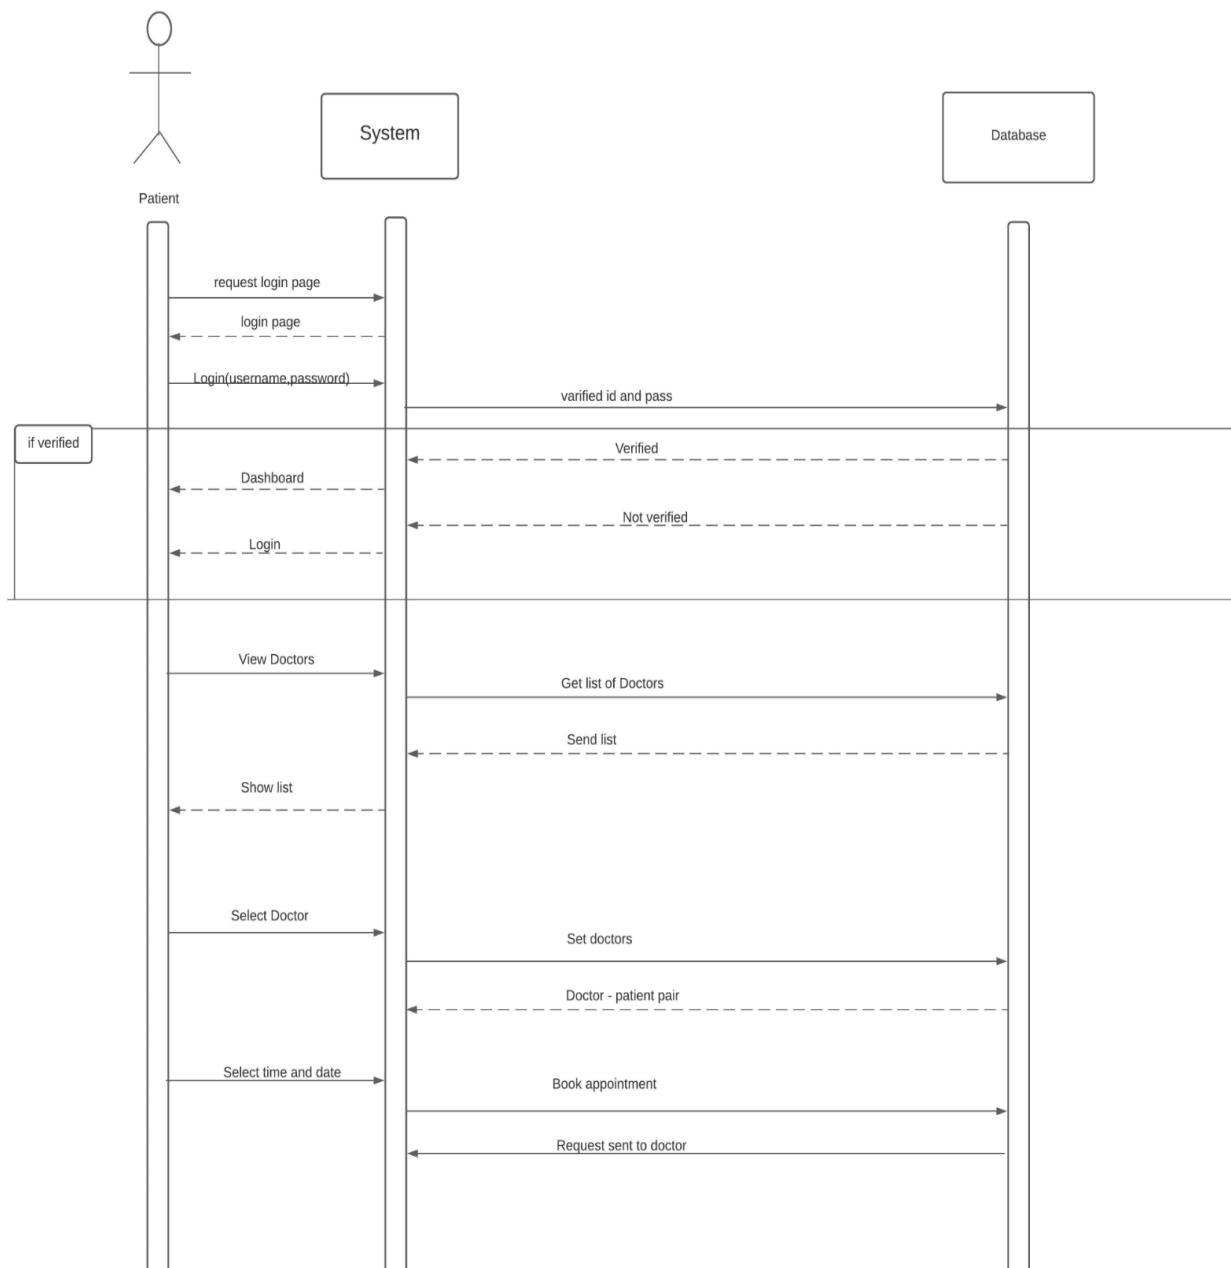 System
Database
Patient
request login page
login page
Login(username,password)
varified id and pass
if verified
Verified
Dashboard
Not verified
Login
View Doctors
Get list of Doctors
Send list
Show list
Select Doctor
Set doctors
Doctor - patient pair
Select time and date
Book appointment
Request sent to doctor